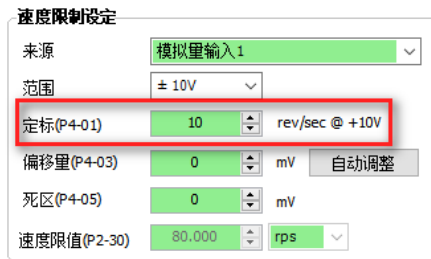 速度限制设定
来源 模拟量输入1
范围 ± 10V
定标(P4-01) 10 rev/sec @ +10V
偏移量(P4-03) 0 mV 自动调整
死区(P4-05) 0 mV
速度限值(P2-30) 80.000 rps